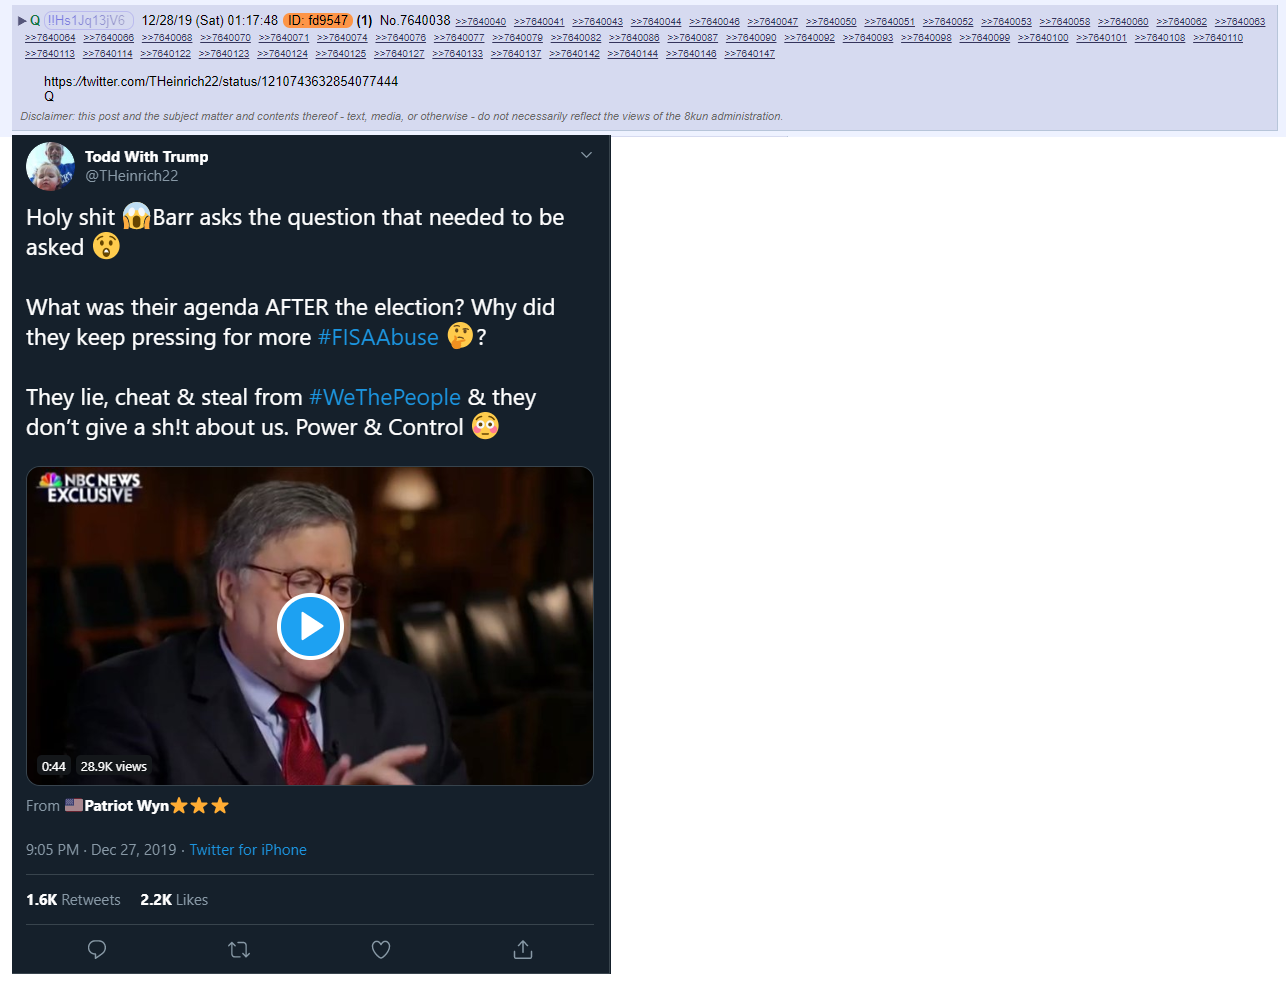 ▶ Q !!Hs1Jq13jV6 12/28/19 (Sat) 01:17:48 ID: fd9547 (1) No.7640038 >>7640040 >>7640041 >>7640043 >>7640044 >>7640046 >>7640047 >>7640050 >>7640051 >>7640052 >>7640053 >>7640058 >>7640060 >>7640062 >>7640063
>>7640064 >>7640066 >>7640068 >>7640070 >>7640071 >>7640074 >>7640076 >>7640077 >>7640079 >>7640082 >>7640086 >>7640087 >>7640090 >>7640092 >>7640093 >>7640098 >>7640099 >>7640100 >>7640101 >>7640108 >>7640110
>>7640113 >>7640114 >>7640122 >>7640123 >>7640124 >>7640125 >>7640127 >>7640133 >>7640137 >>7640142 >>7640144 >>7640146 >>7640147
https://twitter.com/THeinrich22/status/1210743632854077444
Q
Disclaimer: this post and the subject matter and contents thereof - text, media, or otherwise - do not necessarily reflect the views of the 8kun administration.
Todd With Trump
@THeinrich22
Holy shit 😱Barr asks the question that needed to be
asked 😲
What was their agenda AFTER the election? Why did
they keep pressing for more #FISAAbuse 🤔?
They lie, cheat & steal from #WeThePeople & they
don’t give a sh!t about us. Power & Control 😳
NBC NEWS
EXCLUSIVE
0:44 28.9K views
From 🇺🇸Patriot Wyn⭐⭐⭐
9:05 PM · Dec 27, 2019 · Twitter for iPhone
1.6K Retweets 2.2K Likes